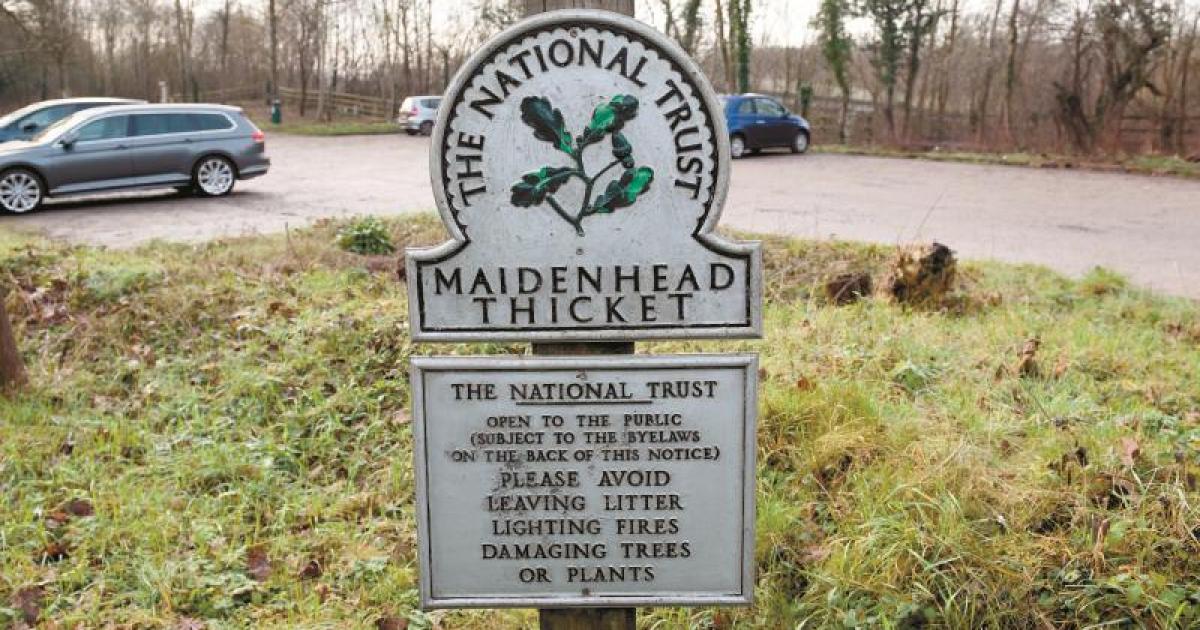 THE NATIONAL TRUST
MAIDENHEAD
THICKET
THE NATIONAL TRUST
OPEN TO THE PUBLIC
(SUBJECT TO THE BYELAWS
ON THE BACK OF THIS NOTICE)
PLEASE AVOID
LEAVING LITTER
LIGHTING FIRES
DAMAGING TREES
OR PLANTS